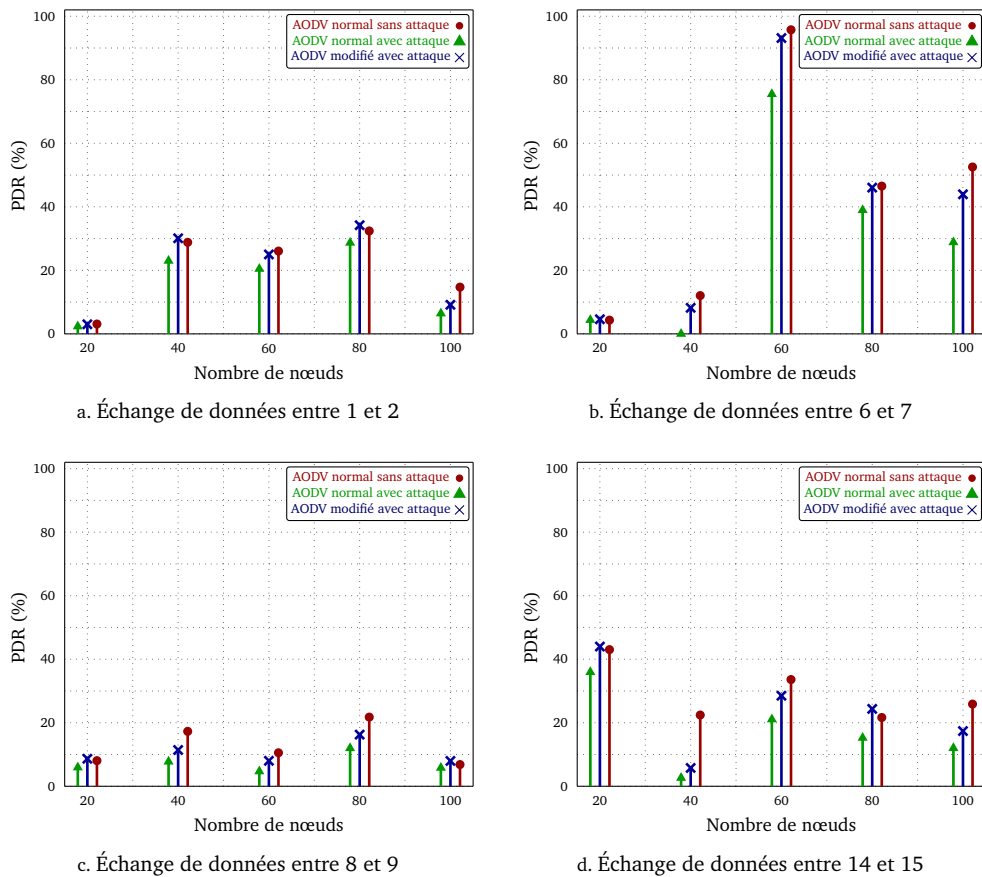 100
80
60
40
20
0
PDR (%)
AODV normal sans attaque
AODV normal avec attaque
AODV modifié avec attaque
20 40 60 80 100
Nombre de nœuds
a. Échange de données entre 1 et 2
100
80
60
40
20
0
PDR (%)
AODV normal sans attaque
AODV normal avec attaque
AODV modifié avec attaque
20 40 60 80 100
Nombre de nœuds
b. Échange de données entre 6 et 7
100
80
60
40
20
0
PDR (%)
AODV normal sans attaque
AODV normal avec attaque
AODV modifié avec attaque
20 40 60 80 100
Nombre de nœuds
c. Échange de données entre 8 et 9
100
80
60
40
20
0
PDR (%)
AODV normal sans attaque
AODV normal avec attaque
AODV modifié avec attaque
20 40 60 80 100
Nombre de nœuds
d. Échange de données entre 14 et 15